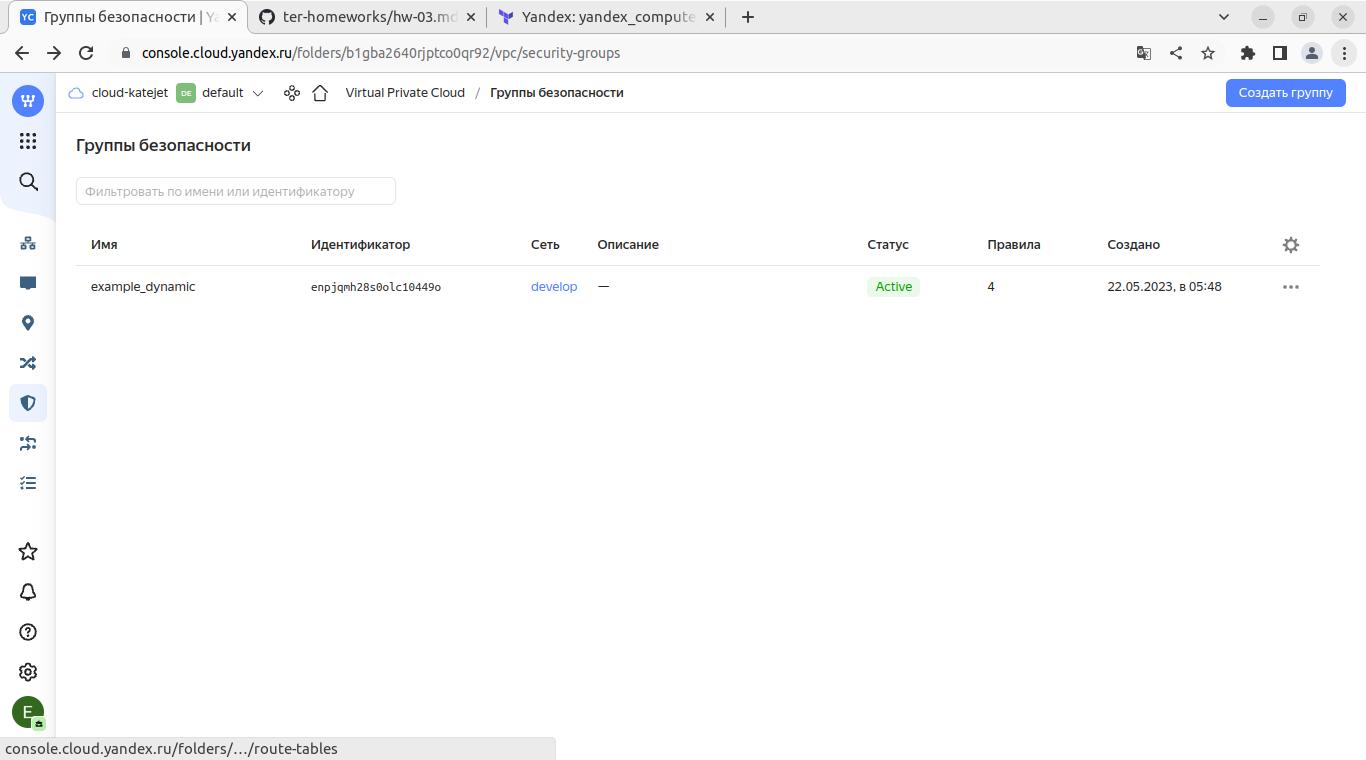 YC Группы безопасности | Ya
ter-homeworks/hw-03.md
Yandex: yandex_compute
console.cloud.yandex.ru/folders/b1gba2640rjptco0qr92/vpc/security-groups
cloud-katejet DE default Virtual Private Cloud / Группы безопасности Создать группу
Группы безопасности
Фильтровать по имени или идентификатору
Имя Идентификатор Сеть Описание Статус Правила Создано
example_dynamic enpjqmh28s0olc10449o develop — Active 4 22.05.2023, в 05:48
E
console.cloud.yandex.ru/folders/…/route-tables